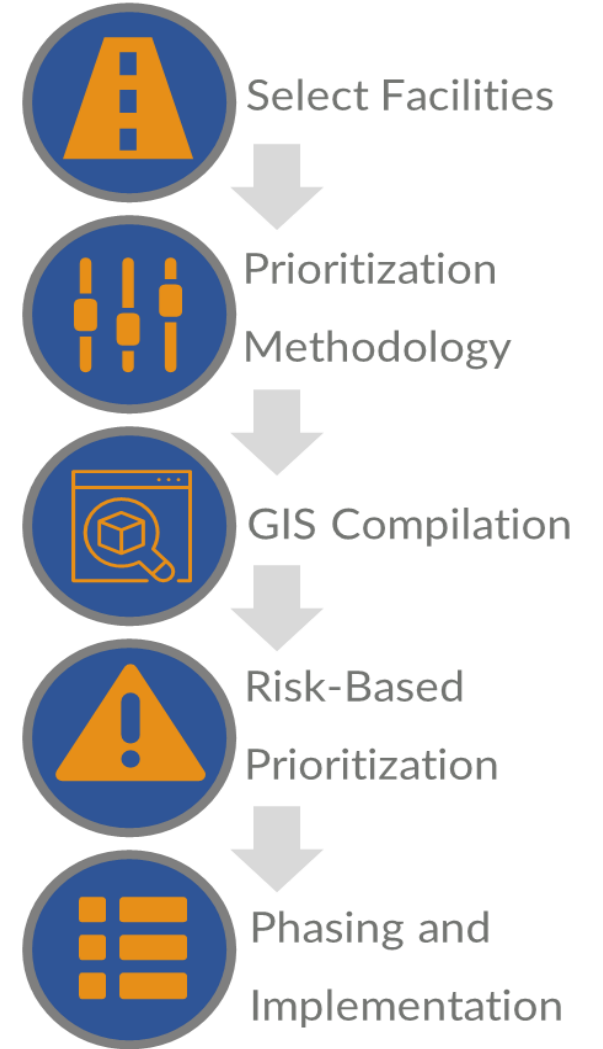 Select Facilities
Prioritization
Methodology
GIS Compilation
Risk-Based
Prioritization
Phasing and
Implementation